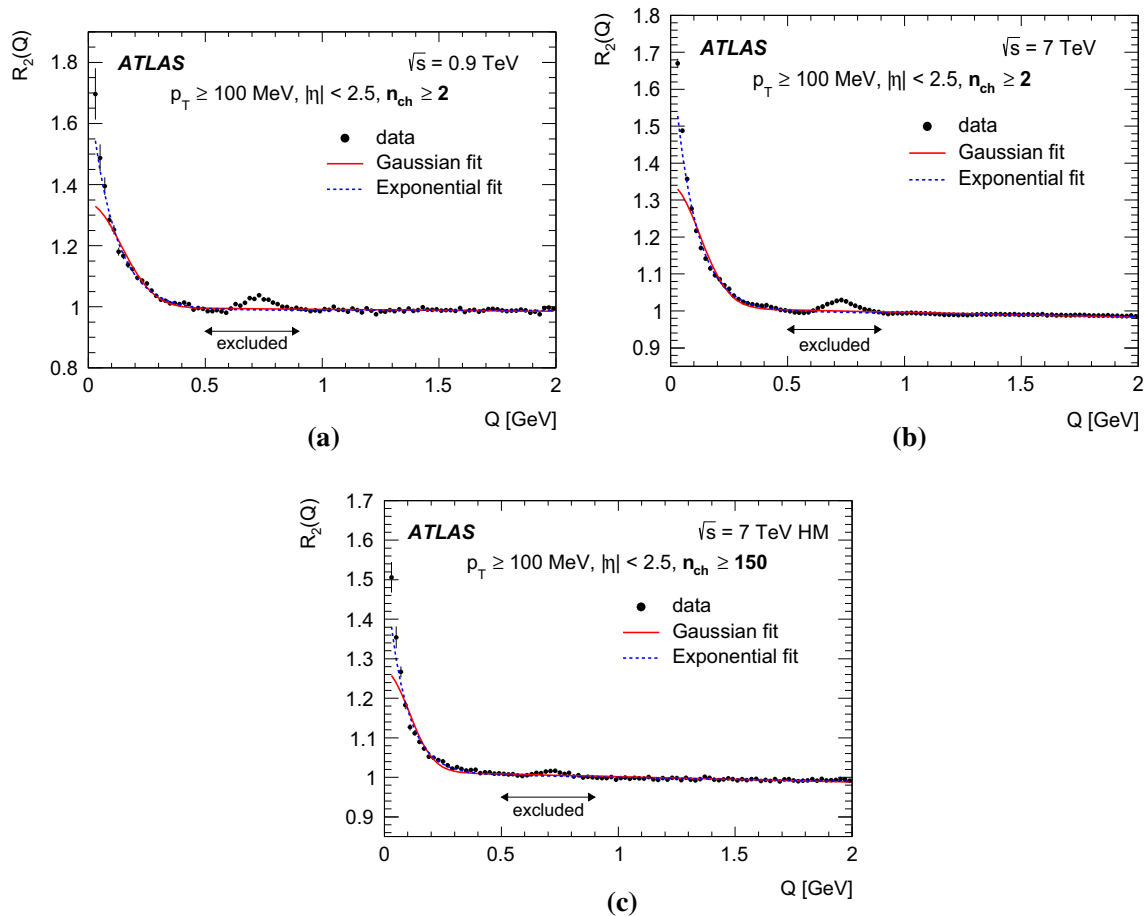 R₂(Q)
1.8
1.6
1.4
1.2
1
0.8
ATLAS
√s = 0.9 TeV
p_T ≥ 100 MeV, |η| < 2.5, n_ch ≥ 2
data
Gaussian fit
Exponential fit
excluded
0 0.5 1 1.5 2
Q [GeV]
(a)
R₂(Q)
1.8
1.7
1.6
1.5
1.4
1.3
1.2
1.1
1
0.9
ATLAS
√s = 7 TeV
p_T ≥ 100 MeV, |η| < 2.5, n_ch ≥ 2
data
Gaussian fit
Exponential fit
excluded
0 0.5 1 1.5 2
Q [GeV]
(b)
R₂(Q)
1.7
1.6
1.5
1.4
1.3
1.2
1.1
1
0.9
ATLAS
√s = 7 TeV HM
p_T ≥ 100 MeV, |η| < 2.5, n_ch ≥ 150
data
Gaussian fit
Exponential fit
excluded
0 0.5 1 1.5 2
Q [GeV]
(c)